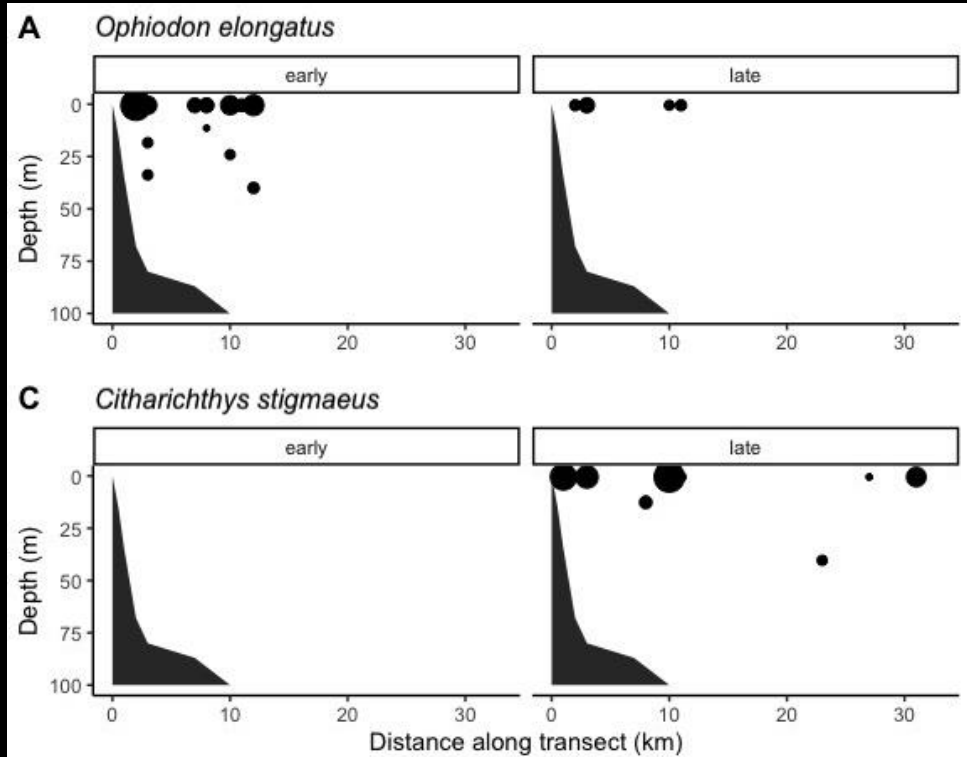 A Ophiodon elongatus
early late
0
25
50
75
100
Depth (m)
0 10 20 30 0 10 20 30
C Citharichthys stigmaeus
early late
0
25
50
75
100
Depth (m)
0 10 20 30 0 10 20 30
Distance along transect (km)